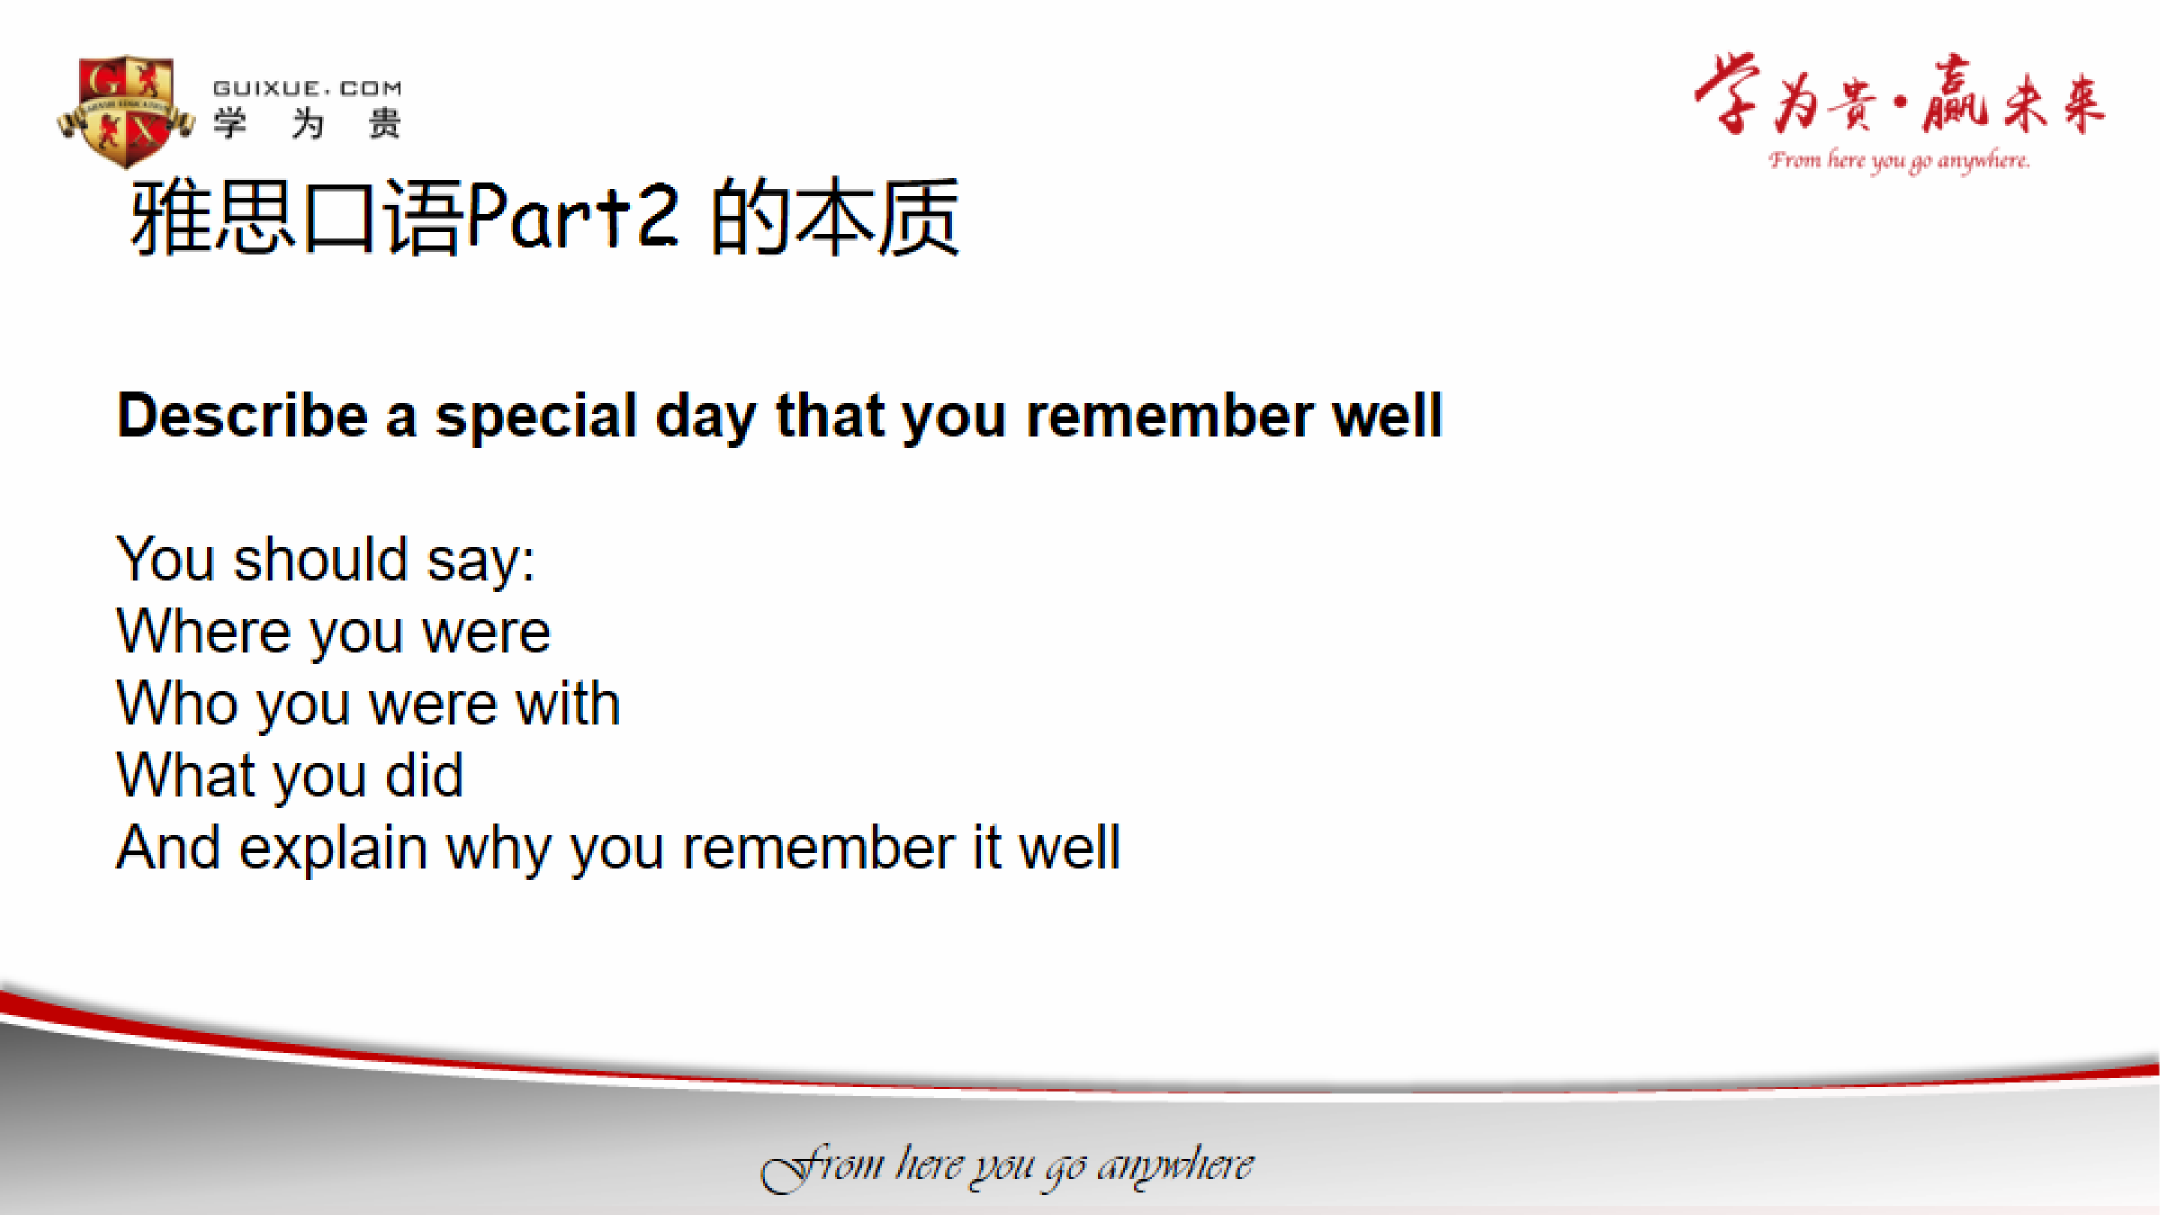 GUIXUE.COM
学为贵
学为贵·赢未来
From here you go anywhere.
雅思口语Part2 的本质
Describe a special day that you remember well
You should say:
Where you were
Who you were with
What you did
And explain why you remember it well
From here you go anywhere